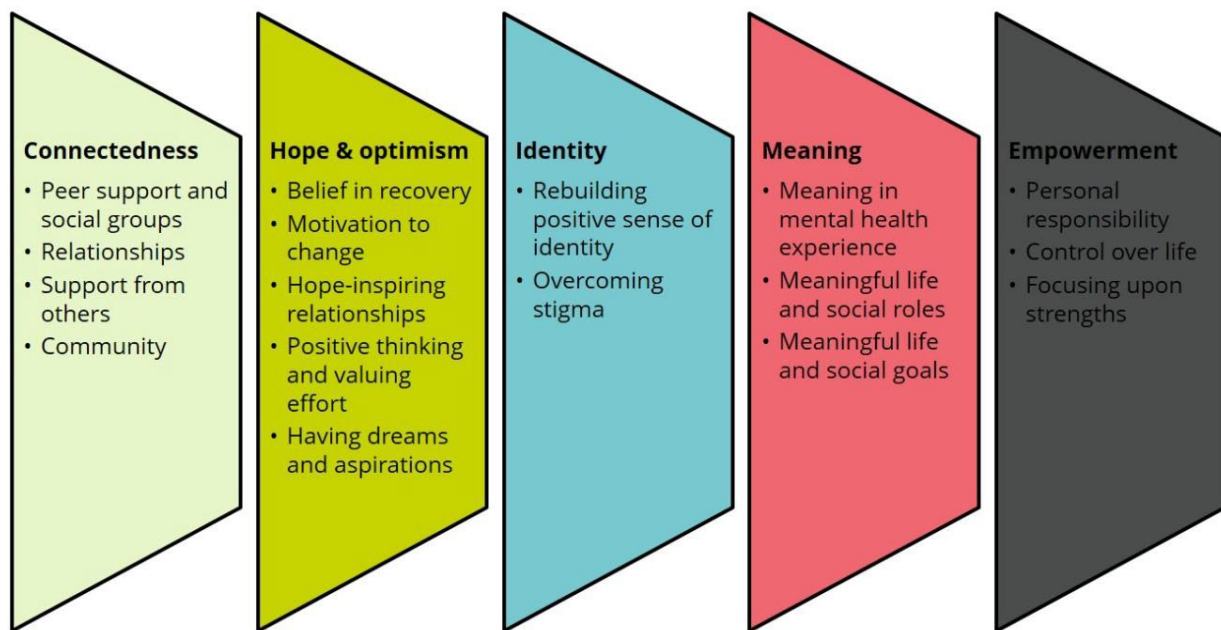 Connectedness
• Peer support and
social groups
• Relationships
• Support from
others
• Community
Hope & optimism
• Belief in recovery
• Motivation to
change
• Hope-inspiring
relationships
• Positive thinking
and valuing
effort
• Having dreams
and aspirations
Identity
• Rebuilding
positive sense of
identity
• Overcoming
stigma
Meaning
• Meaning in
mental health
experience
• Meaningful life
and social roles
• Meaningful life
and social goals
Empowerment
• Personal
responsibility
• Control over life
• Focusing upon
strengths